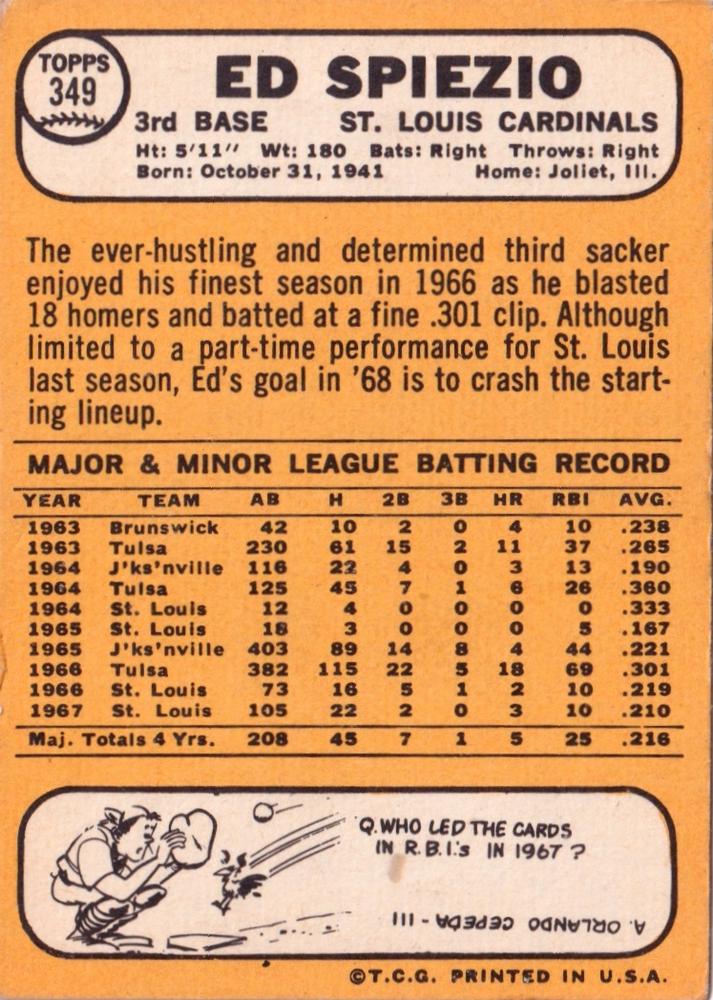 TOPPS
349
ED SPIEZIO
3rd BASE ST. LOUIS CARDINALS
Ht: 5'11" Wt: 180 Bats: Right Throws: Right
Born: October 31, 1941 Home: Joliet, Ill.
The ever-hustling and determined third sacker
enjoyed his finest season in 1966 as he blasted
18 homers and batted at a fine .301 clip. Although
limited to a part-time performance for St. Louis
last season, Ed's goal in '68 is to crash the start-
ing lineup.
MAJOR & MINOR LEAGUE BATTING RECORD
YEAR TEAM AB H 2B 3B HR RBI AVG.
1963 Brunswick 42 10 2 0 4 10 .238
1963 Tulsa 230 61 15 2 11 37 .265
1964 J'ks'nville 116 22 4 0 3 13 .190
1964 Tulsa 125 45 7 1 6 26 .360
1964 St. Louis 12 4 0 0 0 0 .333
1965 St. Louis 18 3 0 0 0 5 .167
1965 J'ks'nville 403 89 14 8 4 44 .221
1966 Tulsa 382 115 22 5 18 69 .301
1966 St. Louis 73 16 5 1 2 10 .219
1967 St. Louis 105 22 2 0 3 10 .210
Maj. Totals 4 Yrs. 208 45 7 1 5 25 .216
Q. WHO LED THE CARDS
IN R.B.I.'s IN 1967?
A. ORLANDO CEPEDA - 111
©T.C.G. PRINTED IN U.S.A.